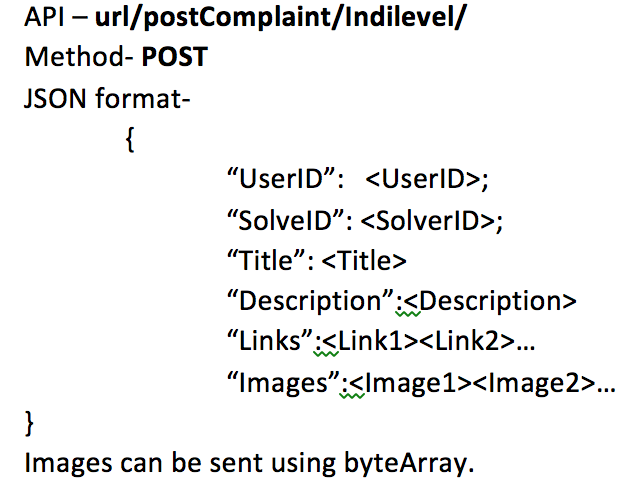 API – url/postComplaint/Indilevel/
Method- POST
JSON format-
{
“UserID”: <UserID>;
“SolveID”: <SolverID>;
“Title”: <Title>
“Description”:<Description>
“Links”:<Link1><Link2>...
“Images”:<Image1><Image2>...
}
Images can be sent using byteArray.